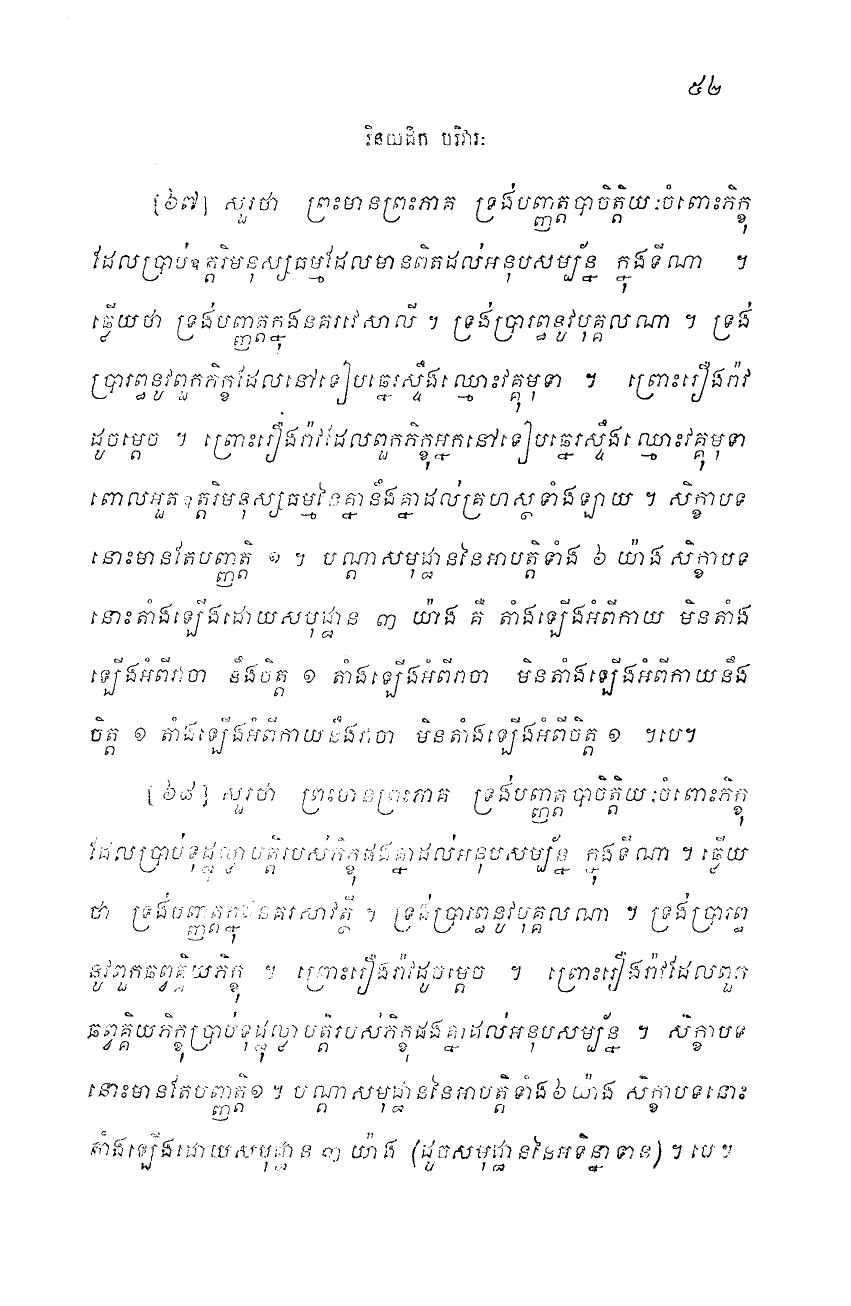 ៥២
វិនយបិដក បរិវារៈ
[៦៧] សួរថា ព្រះមានព្រះភាគ ទ្រង់បញ្ញត្តបាចិត្តិយៈចំពោះភិក្ខុ
ដែលប្រាប់ឧត្តរិមនុស្សធម្មដែលមានពិតដល់អនុបសម្ប័ន្ន ក្នុងទីណា ។
ឆ្លើយថា ទ្រង់បញ្ញត្តក្នុងនគរវេសាលី ។ ទ្រង់ប្រារព្ធនូវបុគ្គលណា ។ ទ្រង់
ប្រារព្ធនូវពួកភិក្ខុដែលនៅទៀបឆ្នេរស្ទឹងឈ្មោះវគ្គុមុទា ។ ព្រោះរឿងរ៉ាវ
ដូចម្តេច ។ ព្រោះរឿងរ៉ាវដែលពួកភិក្ខុអ្នកនៅទៀបឆ្នេរស្ទឹងឈ្មោះវគ្គុមុទា
ពោលអួតឧត្តរិមនុស្សធម្មនៃគ្នានឹងគ្នាដល់គ្រហស្ថទាំងឡាយ ។ សិក្ខាបទ
នោះមានតែបញ្ញត្តិ ១ ។ បណ្តាសមុដ្ឋាននៃអាបត្តិទាំង ៦ យ៉ាង សិក្ខាបទ
នោះតាំងឡើងដោយសមុដ្ឋាន ៣ យ៉ាង គឺ តាំងឡើងអំពីកាយ មិនតាំង
ឡើងអំពីវាចា នឹងចិត្ត ១ តាំងឡើងអំពីវាចា មិនតាំងឡើងអំពីកាយនឹង
ចិត្ត ១ តាំងឡើងអំពីកាយនឹងវាចា មិនតាំងឡើងអំពីចិត្ត ១ ។បេ។
[៦៨] សួរថា ព្រះមានព្រះភាគ ទ្រង់បញ្ញត្តបាចិត្តិយៈចំពោះភិក្ខុ
ដែលប្រាប់ទុដ្ឋុល្លាបត្តិរបស់ភិក្ខុផងគ្នាដល់អនុបសម្ប័ន្ន ក្នុងទីណា ។ ឆ្លើយ
ថា ទ្រង់បញ្ញត្តក្នុងនគរសាវត្ថី ។ ទ្រង់ប្រារព្ធនូវបុគ្គលណា ។ ទ្រង់ប្រារព្ធ
នូវពួកឆព្វគ្គិយភិក្ខុ ។ ព្រោះរឿងរ៉ាវដូចម្តេច ។ ព្រោះរឿងរ៉ាវដែលពួក
ឆព្វគ្គិយភិក្ខុប្រាប់ទុដ្ឋុល្លាបត្តិរបស់ភិក្ខុផងគ្នាដល់អនុបសម្ប័ន្ន ។ សិក្ខាបទ
នោះមានតែបញ្ញត្តិ១ ។ បណ្តាសមុដ្ឋាននៃអាបត្តិទាំង៦យ៉ាង សិក្ខាបទនោះ
តាំងឡើងដោយសមុដ្ឋាន ៣ យ៉ាង (ដូចសមុដ្ឋាននៃអទិន្នាទាន) ។ បេ ។